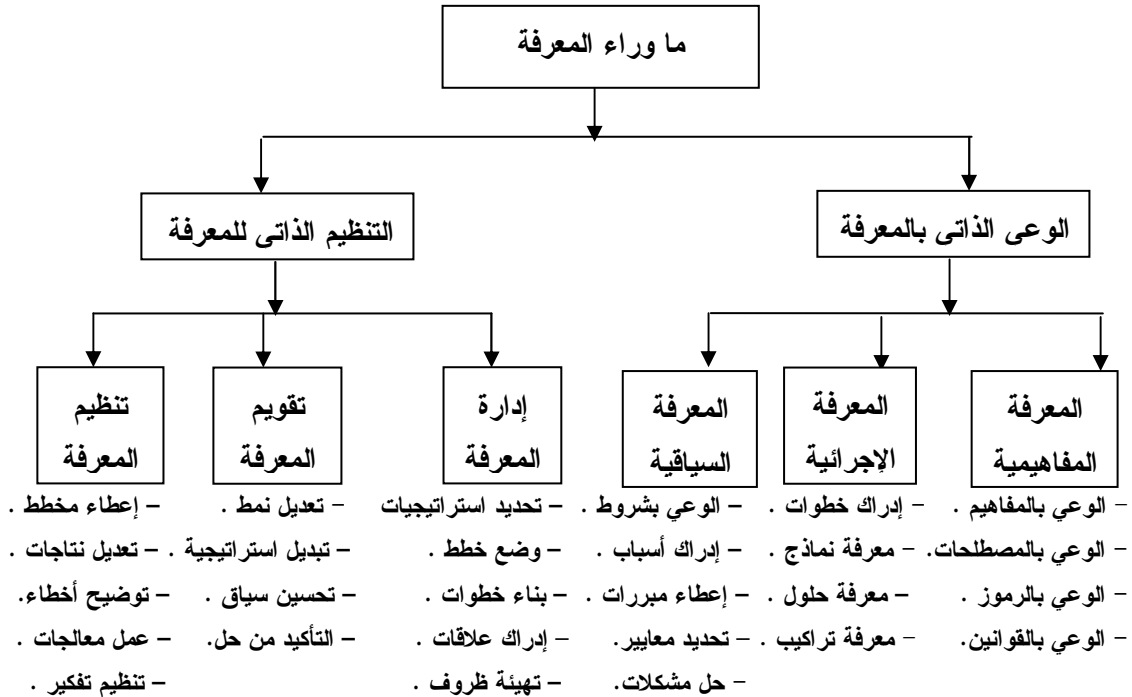 ما وراء المعرفة
الوعى الذاتى بالمعرفة
التنظيم الذاتى للمعرفة
المعرفة
المفاهيمية
المعرفة
الإجرائية
المعرفة
السياقية
إدارة
المعرفة
تقويم
المعرفة
تنظيم
المعرفة
– الوعي بالمفاهيم .
– الوعي بالمصطلحات.
– الوعي بالرموز .
– الوعي بالقوانين.
– إدراك خطوات .
– معرفة نماذج .
– معرفة حلول .
– معرفة تراكيب .
– الوعي بشروط .
– إدراك أسباب .
– إعطاء مبررات .
– تحديد معايير.
– حل مشكلات.
– تحديد استراتيجيات
– وضع خطط .
– بناء خطوات .
– إدراك علاقات .
– تهيئة ظروف .
– تعديل نمط .
– تبديل استراتيجية .
– تحسين سياق .
– التأكيد من حل.
– إعطاء مخطط .
– تعديل نتاجات .
– توضيح أخطاء.
– عمل معالجات .
– تنظيم تفكير .